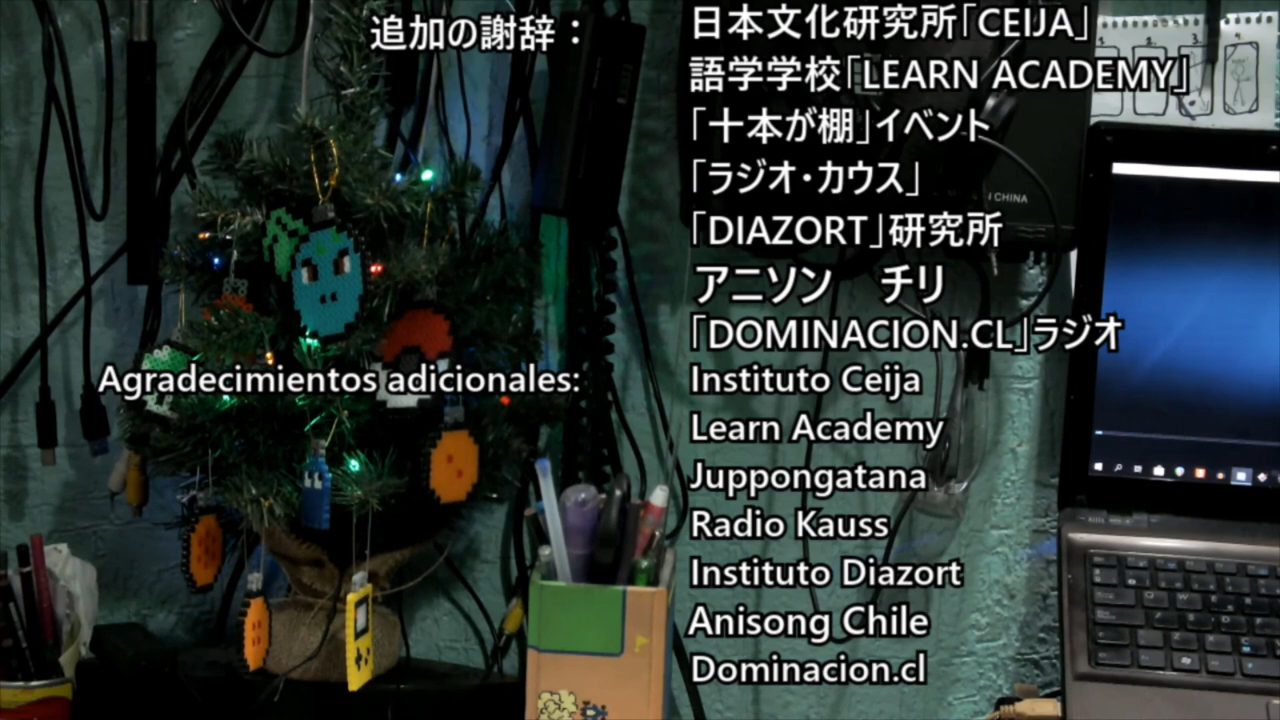 追加の謝辞：
日本文化研究所「CEIJA」
語学学校「LEARN ACADEMY」
「十本が棚」イベント
「ラジオ・カウス」
「DIAZORT」研究所
アニソン　チリ
「DOMINACION.CL」ラジオ
Agradecimientos adicionales:
Instituto Ceija
Learn Academy
Juppongatana
Radio Kauss
Instituto Diazort
Anisong Chile
Dominacion.cl
CHINA